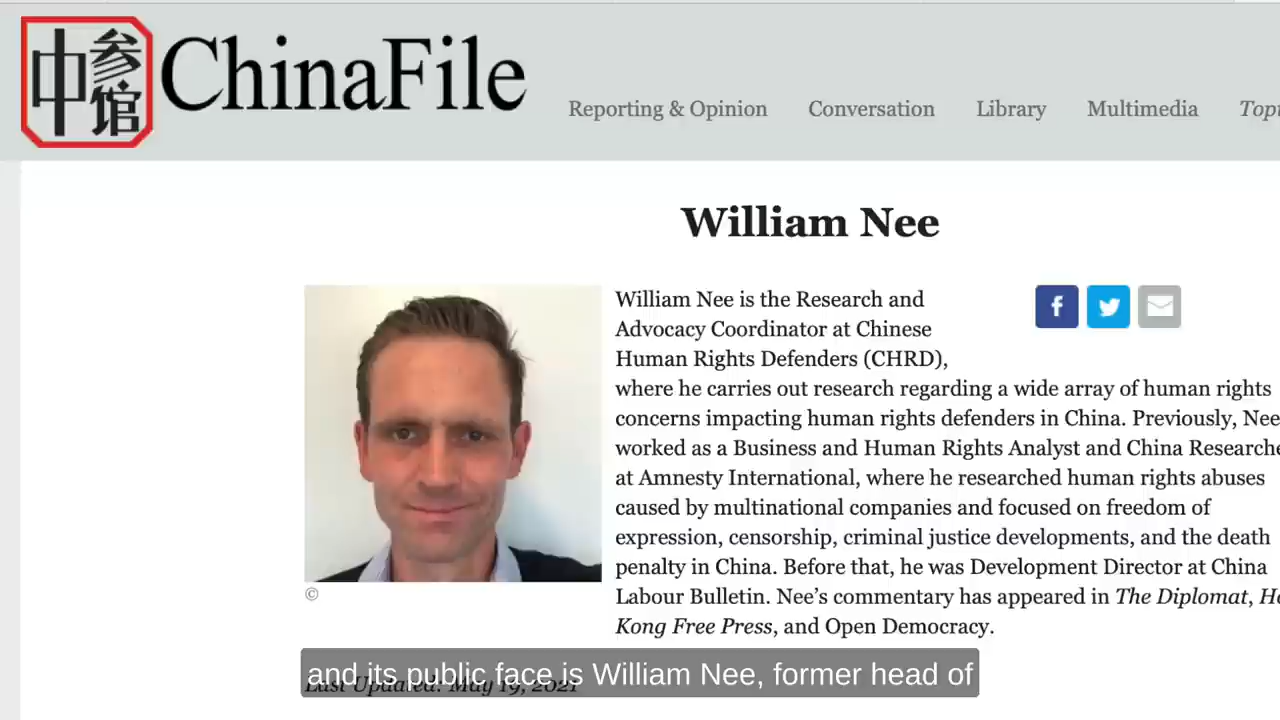 中
参
馆
ChinaFile
Reporting & Opinion
Conversation
Library
Multimedia
William Nee
William Nee is the Research and
Advocacy Coordinator at Chinese
Human Rights Defenders (CHRD),
where he carries out research regarding a wide array of human rights
concerns impacting human rights defenders in China. Previously, Nee
worked as a Business and Human Rights Analyst and China Researche
at Amnesty International, where he researched human rights abuses
caused by multinational companies and focused on freedom of
expression, censorship, criminal justice developments, and the death
penalty in China. Before that, he was Development Director at China
Labour Bulletin. Nee's commentary has appeared in The Diplomat,
Kong Free Press, and Open Democracy.
©
Last Updated: May 19, 2021
and its public face is William Nee, former head of